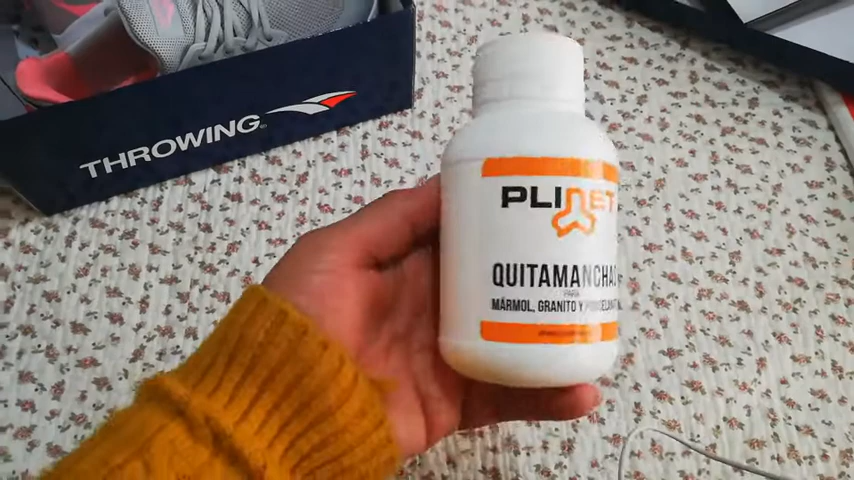 THROWING
PLINET
QUITAMANCHAS
PARA
MÁRMOL, GRANITO Y